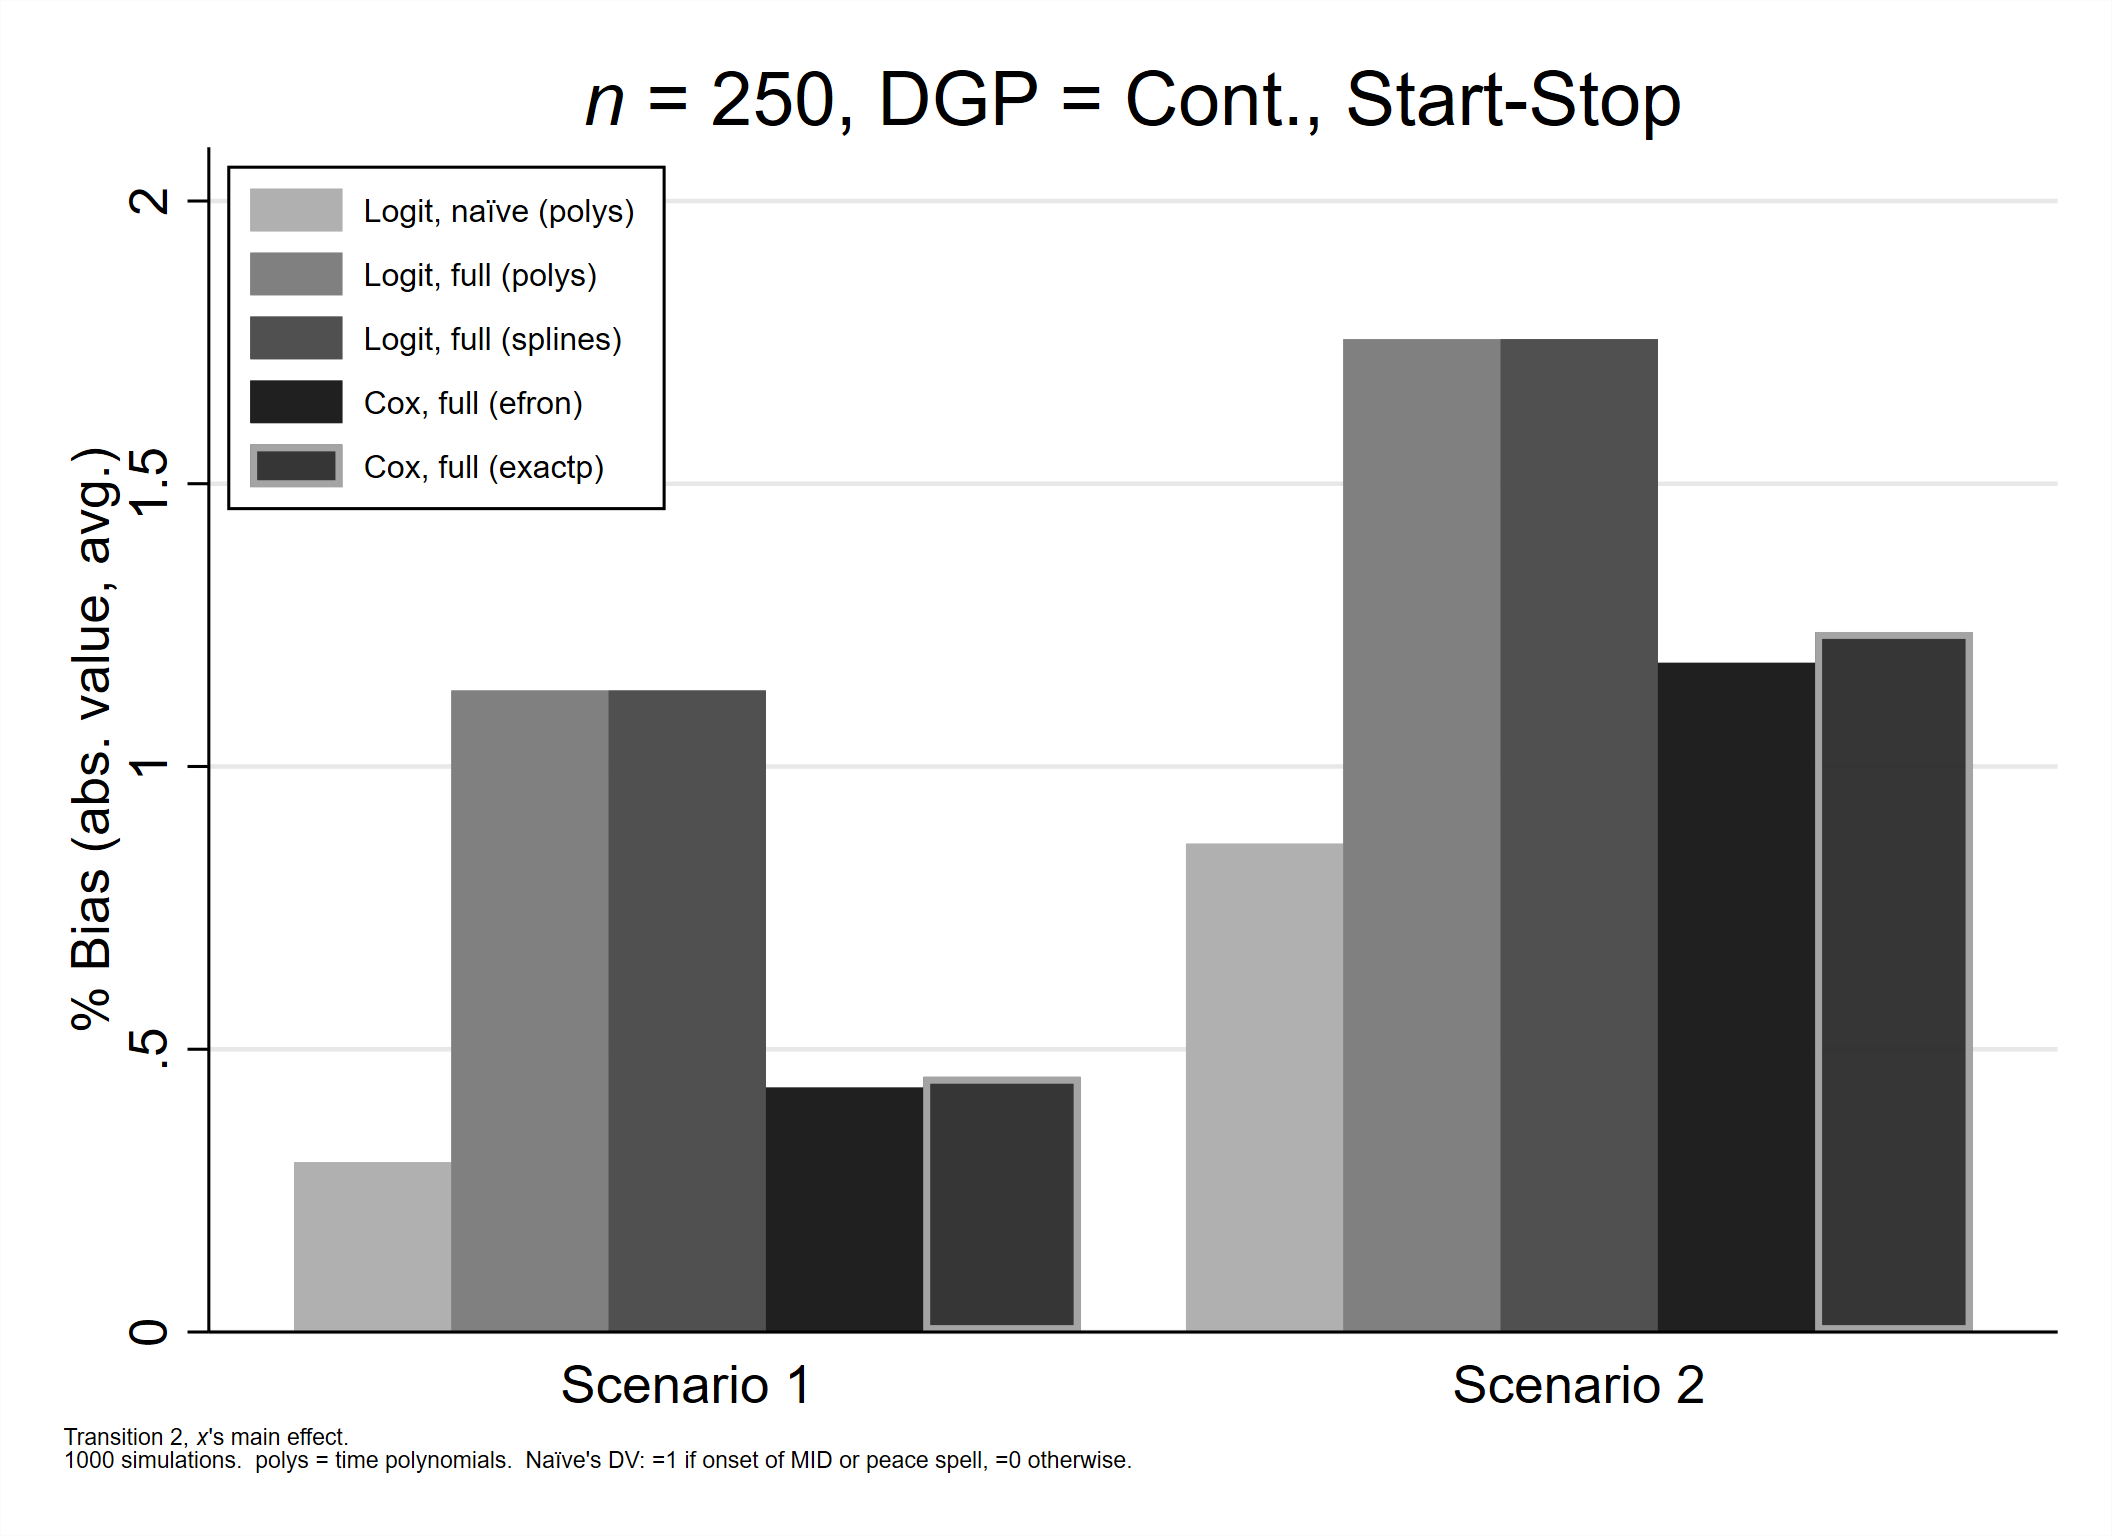 n = 250, DGP = Cont., Start-Stop
Logit, naïve (polys)
Logit, full (polys)
Logit, full (splines)
Cox, full (efron)
Cox, full (exactp)
% Bias (abs. value, avg.)
2
1.5
1
.5
0
Scenario 1
Scenario 2
Transition 2, x's main effect.
1000 simulations.  polys = time polynomials.  Naïve's DV: =1 if onset of MID or peace spell, =0 otherwise.